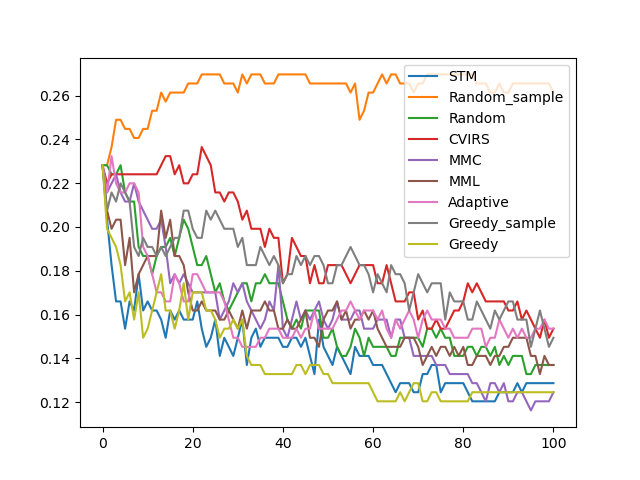 STM
Random_sample
Random
CVIRS
MMC
MML
Adaptive
Greedy_sample
Greedy
0.26
0.24
0.22
0.20
0.18
0.16
0.14
0.12
0 20 40 60 80 100